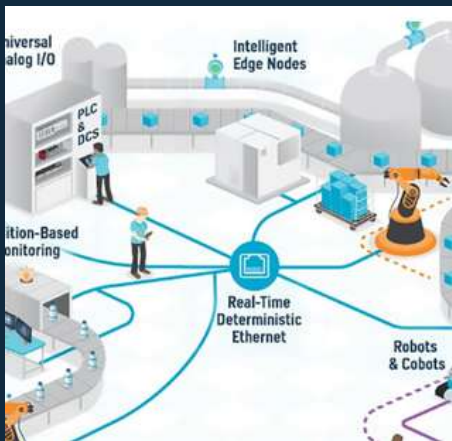 niversal
alog I/O
Intelligent
Edge Nodes
PLC
&
DCS
ition-Based
onitoring
Real-Time
Deterministic
Ethernet
Robots
& Cobots